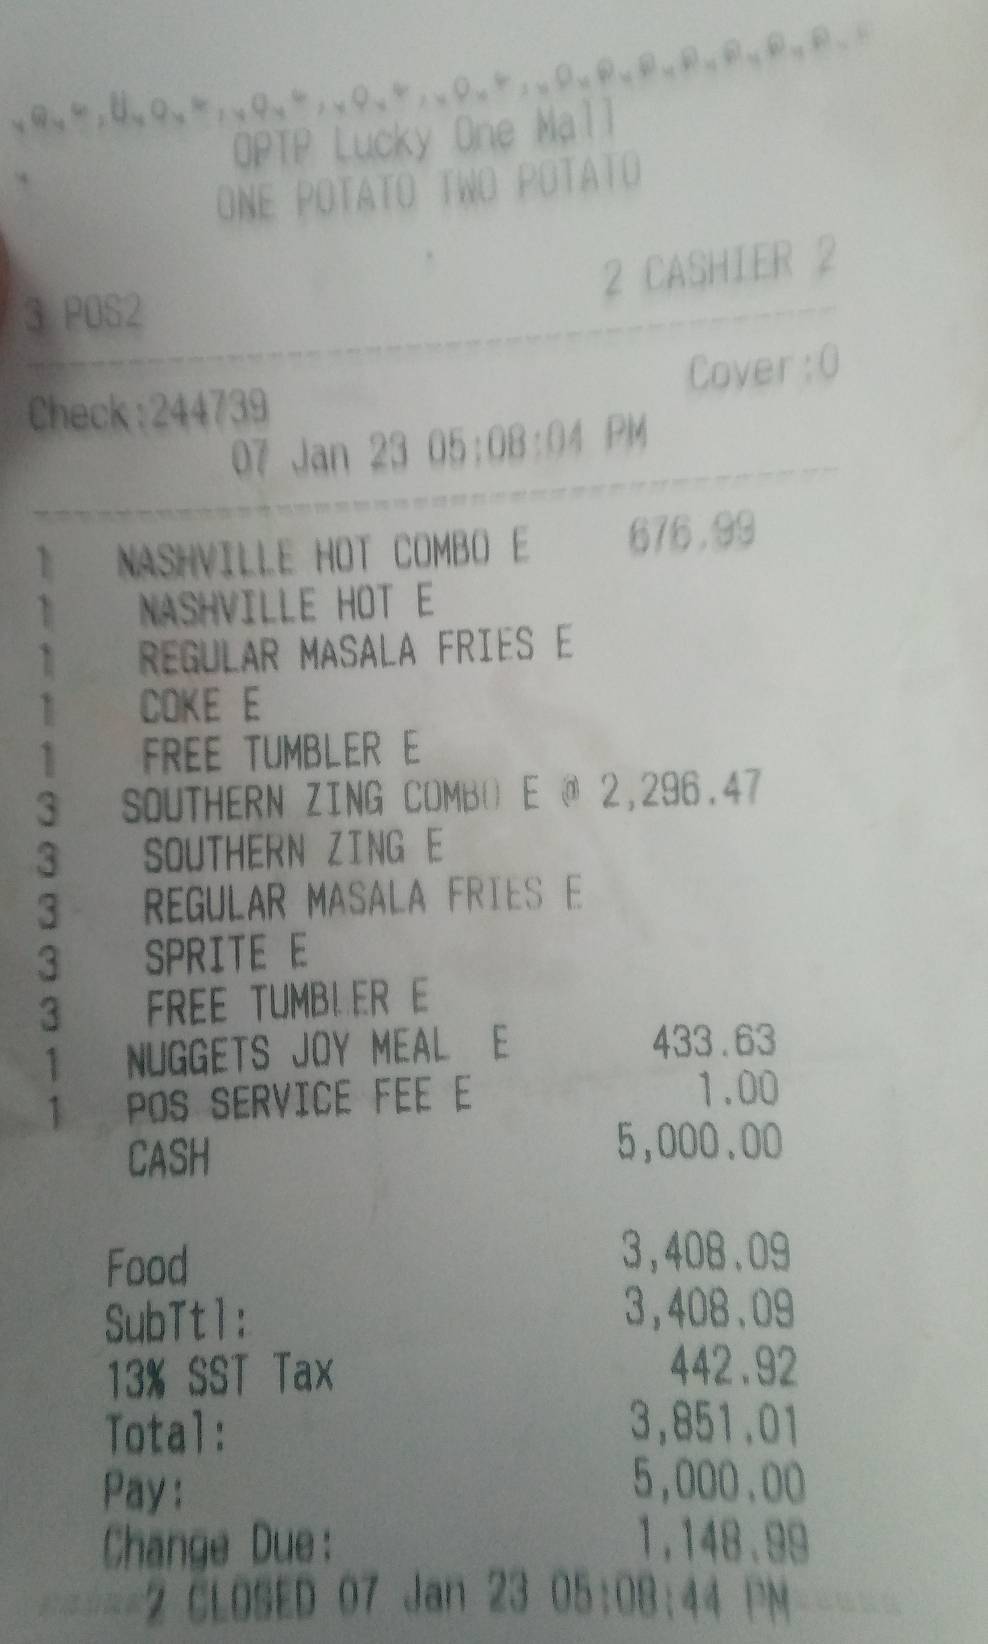 OPTP Lucky One Mall
ONE POTATO TWO POTATO
3 POS2 2 CASHIER 2
Check:244739 Cover:0
07 Jan 23 05:08:04 PM
1 NASHVILLE HOT COMBO E 676.99
1 NASHVILLE HOT E
1 REGULAR MASALA FRIES E
1 COKE E
1 FREE TUMBLER E
3 SOUTHERN ZING COMBO E @ 2,296.47
3 SOUTHERN ZING E
3 REGULAR MASALA FRIES E
3 SPRITE E
3 FREE TUMBLER E
1 NUGGETS JOY MEAL E 433.63
1 POS SERVICE FEE E 1.00
CASH 5,000.00
Food 3,408.09
SubTtl: 3,408.09
13% SST Tax 442.92
Total: 3,851.01
Pay: 5,000.00
Change Due: 1,148.99
2 CLOSED 07 Jan 23 05:08:44 PM